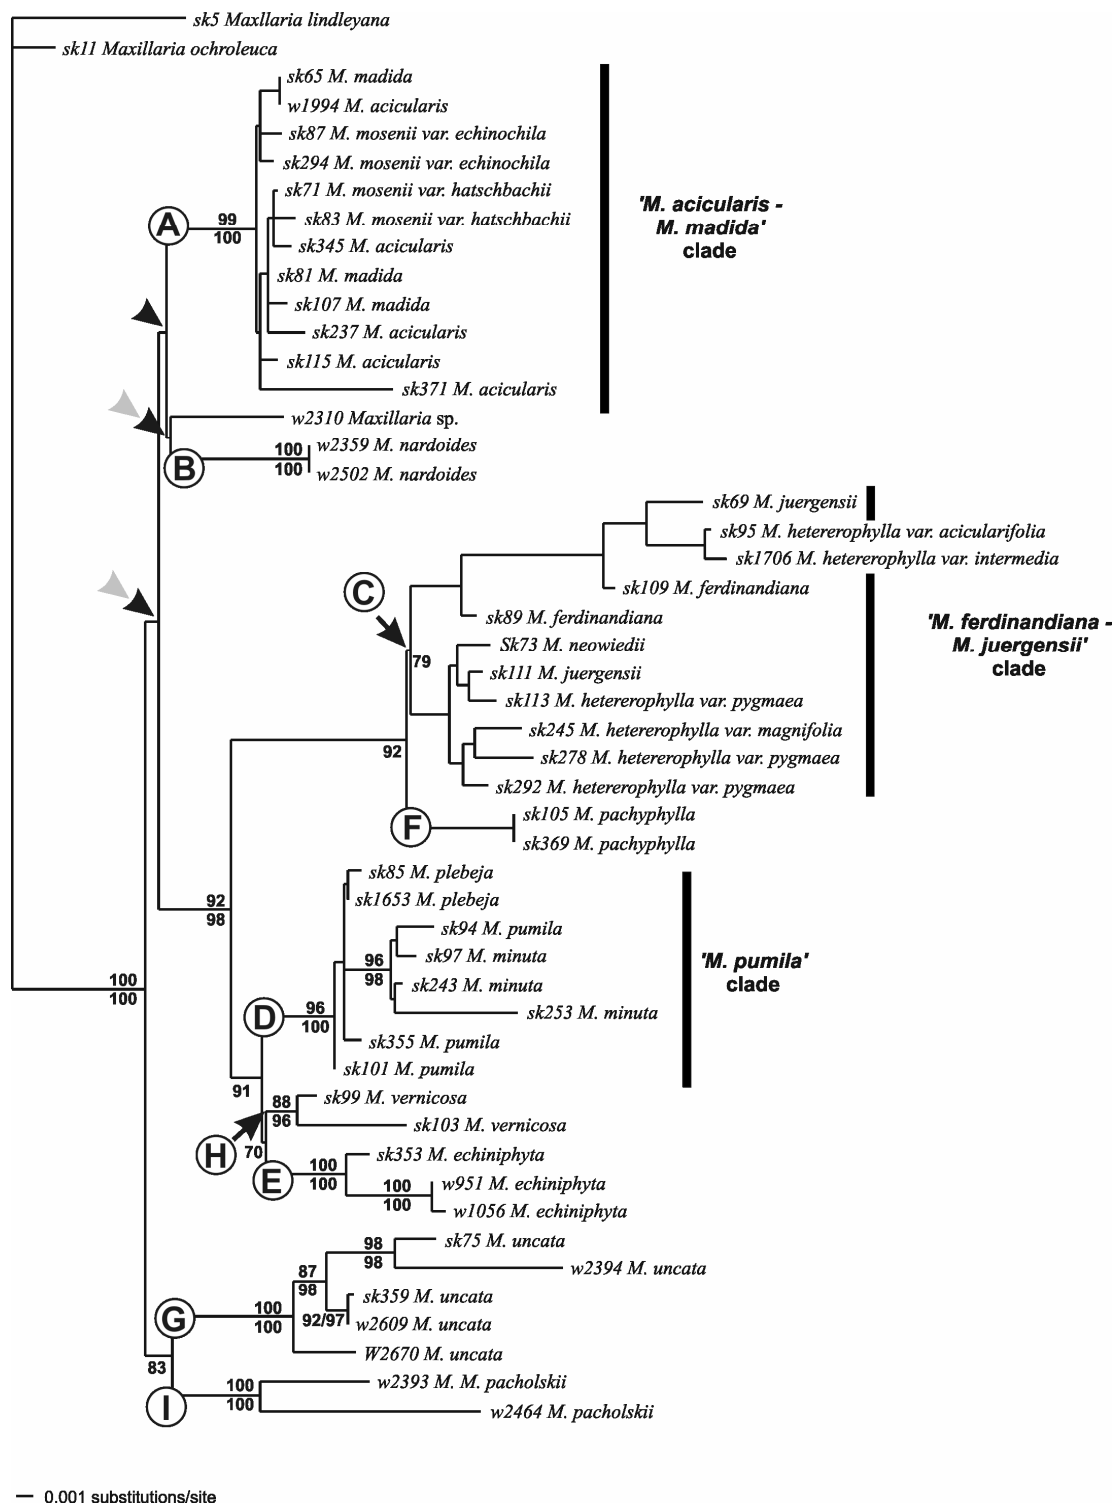 sk5 Maxllaria lindleyana
sk11 Maxillaria ochroleuca
sk65 M. madida
w1994 M. acicularis
sk87 M. mosenii var. echinochila
sk294 M. mosenii var. echinochila
sk71 M. mosenii var. hatschbachii
sk83 M. mosenii var. hatschbachii
sk345 M. acicularis
sk81 M. madida
sk107 M. madida
sk237 M. acicularis
sk115 M. acicularis
sk371 M. acicularis
A
99
100
'M. acicularis -
M. madida'
clade
w2310 Maxillaria sp.
w2359 M. nardoides
w2502 M. nardoides
B
100
100
sk69 M. juergensii
sk95 M. hetererophylla var. acicularifolia
sk1706 M. hetererophylla var. intermedia
sk109 M. ferdinandiana
sk89 M. ferdinandiana
Sk73 M. neowiedii
sk111 M. juergensii
sk113 M. hetererophylla var. pygmaea
sk245 M. hetererophylla var. magnifolia
sk278 M. hetererophylla var. pygmaea
sk292 M. hetererophylla var. pygmaea
C
79
92
'M. ferdinandiana -
M. juergensii'
clade
F
sk105 M. pachyphylla
sk369 M. pachyphylla
sk85 M. plebeja
sk1653 M. plebeja
sk94 M. pumila
sk97 M. minuta
sk243 M. minuta
sk253 M. minuta
sk355 M. pumila
sk101 M. pumila
92
98
96
98
D
96
100
'M. pumila'
clade
100
100
91
sk99 M. vernicosa
sk103 M. vernicosa
88
96
H
70
E
100
100
sk353 M. echiniphyta
w951 M. echiniphyta
w1056 M. echiniphyta
100
100
sk75 M. uncata
w2394 M. uncata
98
98
87
98
sk359 M. uncata
w2609 M. uncata
92/97
W2670 M. uncata
G
100
100
83
I
100
100
w2393 M. M. pacholskii
w2464 M. pacholskii
0.001 substitutions/site